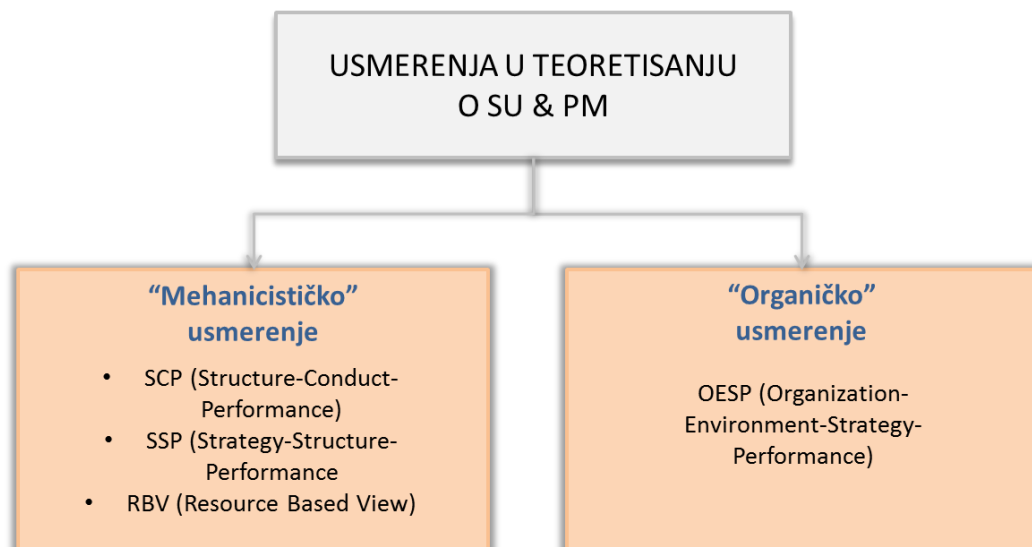 USMERENJA U TEORETISANJU
O SU & PM
“Mehanicističko”
usmerenje
• SCP (Structure-Conduct-
Performance)
• SSP (Strategy-Structure-
Performance
• RBV (Resource Based View)
“Organičko”
usmerenje
OESP (Organization-
Environment-Strategy-
Performance)